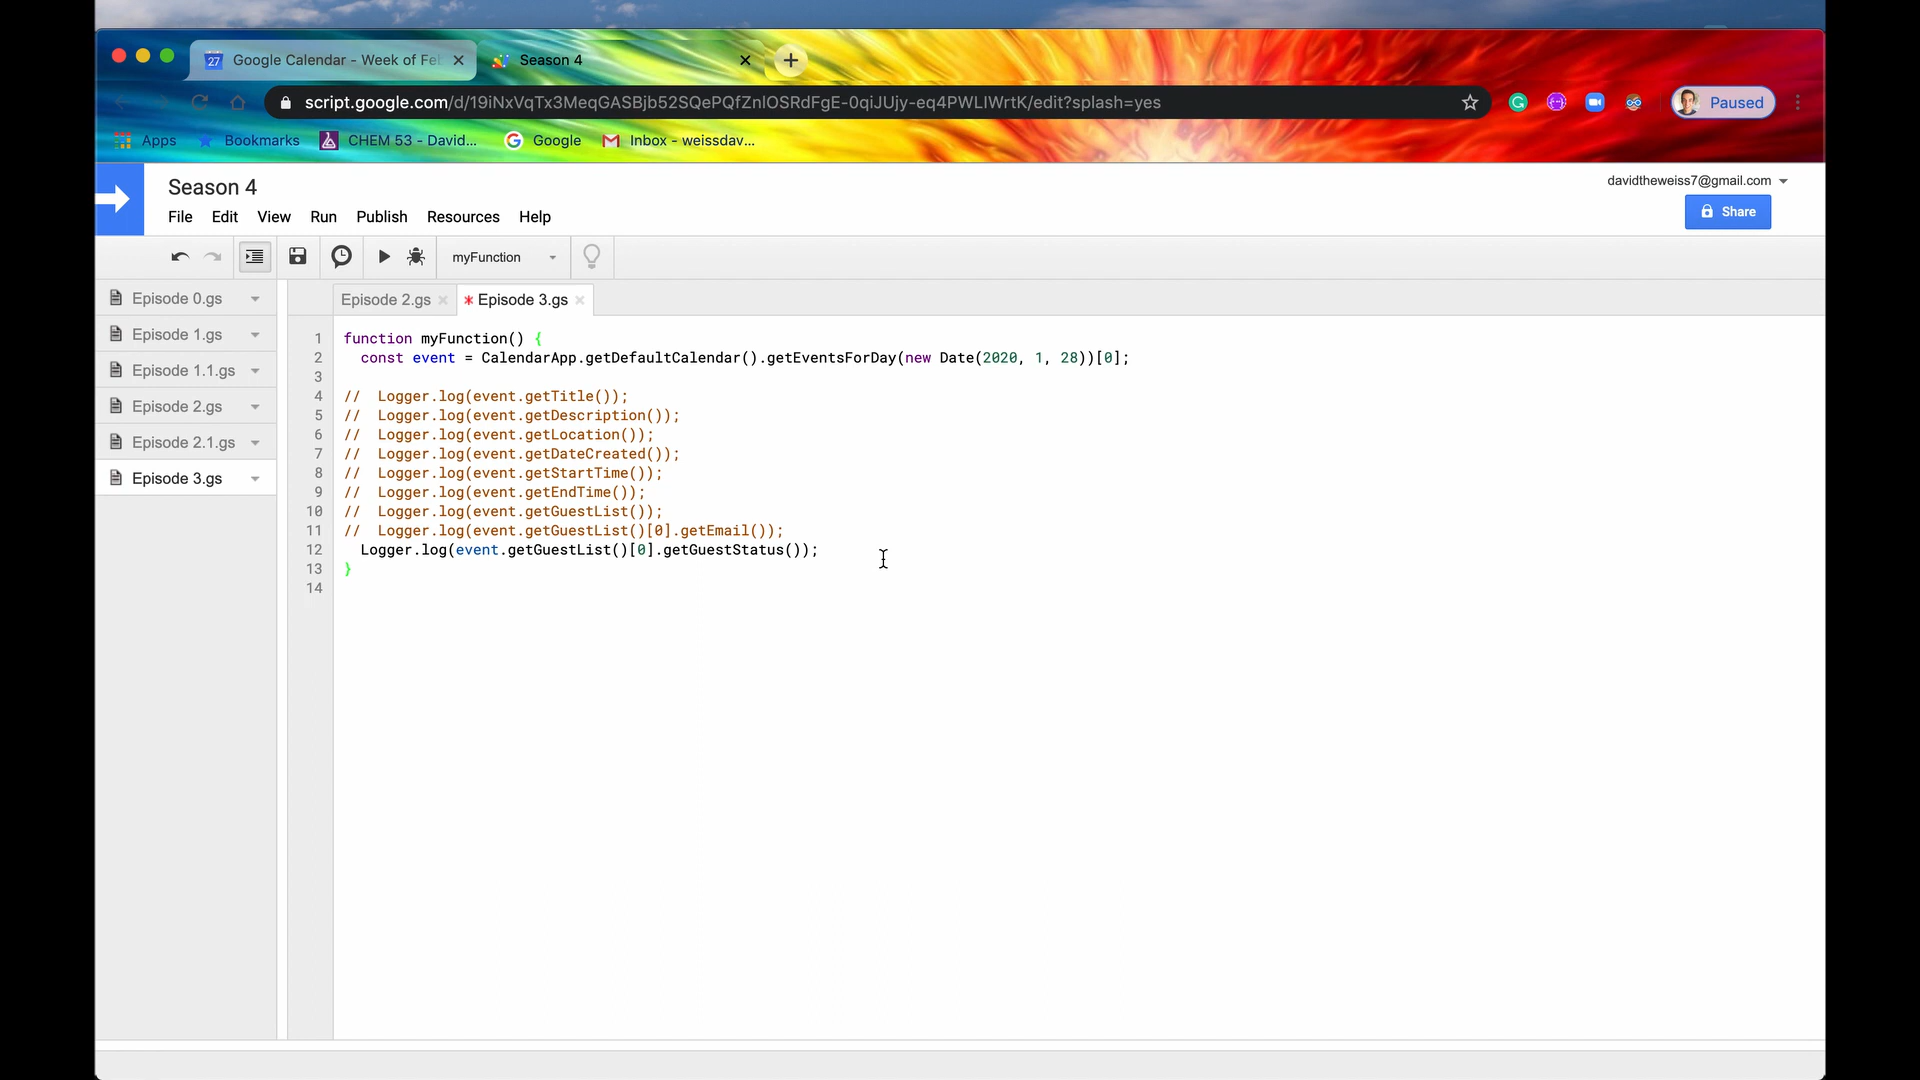 27 Google Calendar - Week of Feb
Season 4
script.google.com/d/19iNxVqTx3MeqGASBjb52SQePQfZnlOSRdFgE-0qiJUjy-eq4PWLIWrtK/edit?splash=yes
Paused
Apps Bookmarks CHEM 53 - David... Google Inbox - weissdav...
Season 4
davidtheweiss7@gmail.com
File Edit View Run Publish Resources Help
Share
myFunction
Episode 0.gs
Episode 1.gs
Episode 1.1.gs
Episode 2.gs
Episode 2.1.gs
Episode 3.gs
Episode 2.gs * Episode 3.gs
1 function myFunction() {
2 const event = CalendarApp.getDefaultCalendar().getEventsForDay(new Date(2020, 1, 28))[0];
3
4 // Logger.log(event.getTitle());
5 // Logger.log(event.getDescription());
6 // Logger.log(event.getLocation());
7 // Logger.log(event.getDateCreated());
8 // Logger.log(event.getStartTime());
9 // Logger.log(event.getEndTime());
10 // Logger.log(event.getGuestList());
11 // Logger.log(event.getGuestList()[0].getEmail());
12 Logger.log(event.getGuestList()[0].getGuestStatus());
13 }
14